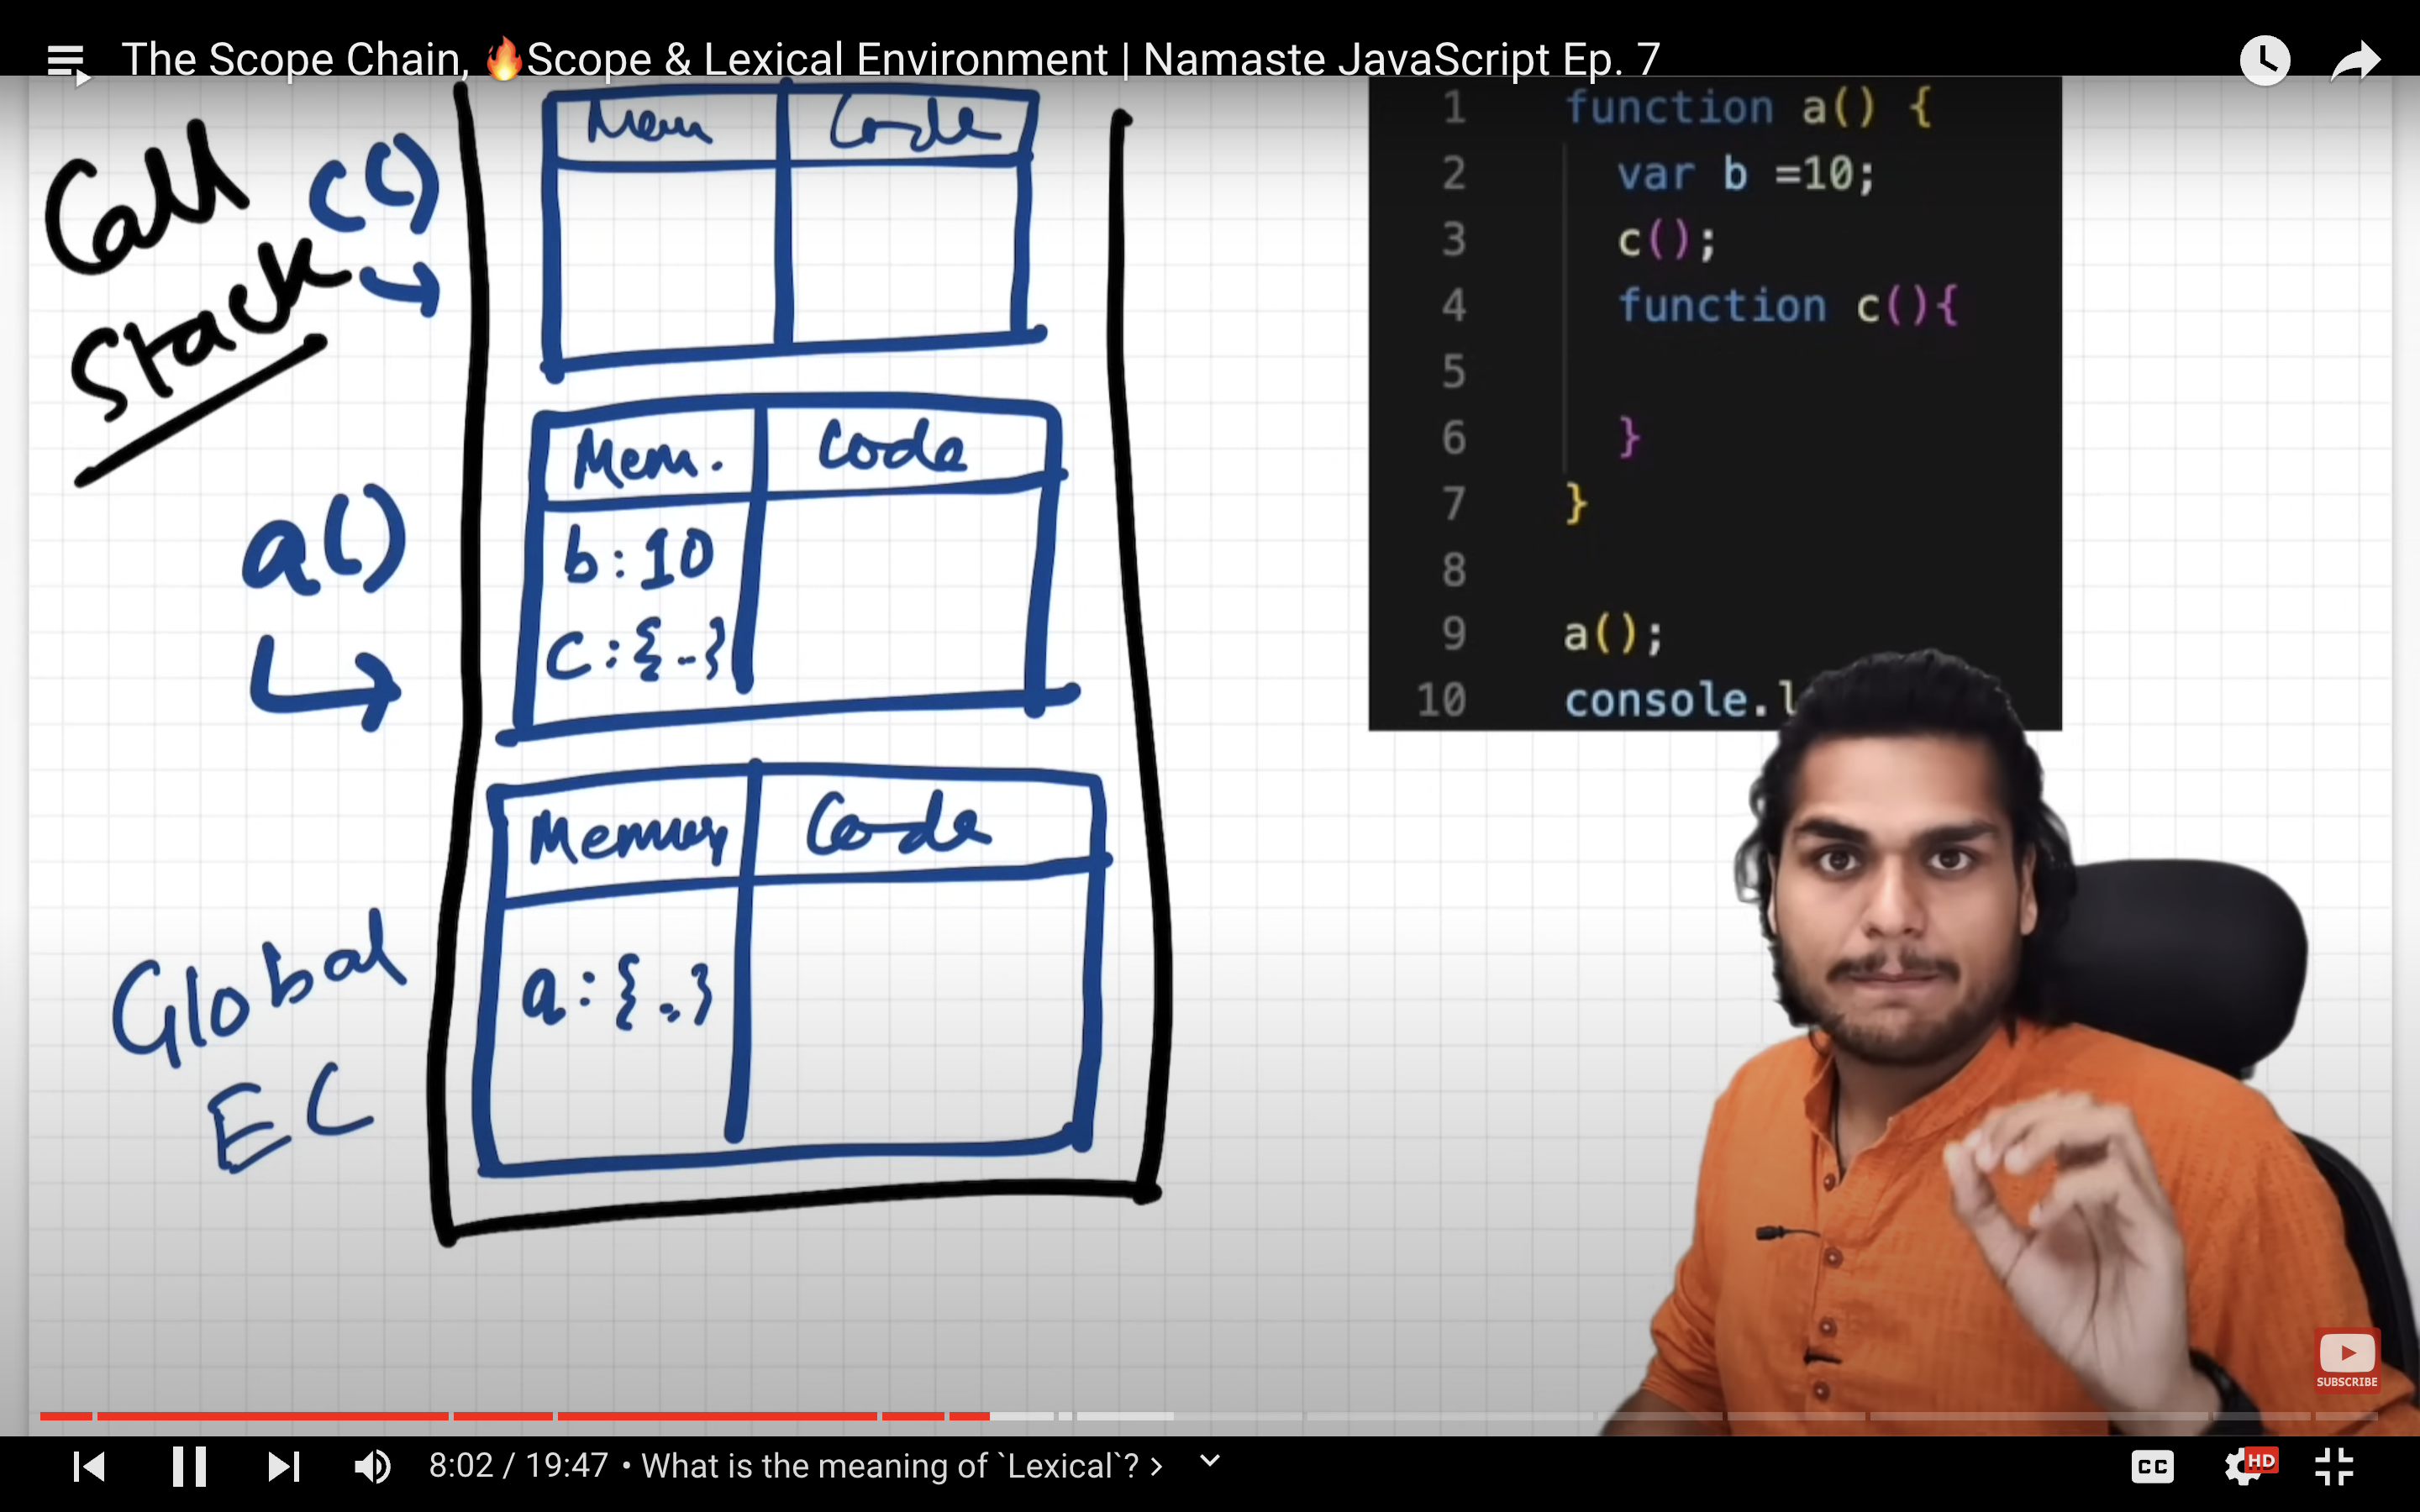 The Scope Chain, 🔥Scope & Lexical Environment | Namaste JavaScript Ep. 7
Call
Stack
c()
Mem Code
a()
Mem. Code
b : 10
c : {..}
Global
EC
Memory Code
a : {..}
1 function a() {
2 var b =10;
3 c();
4 function c(){
5
6 }
7 }
8
9 a();
10 console.l
SUBSCRIBE
8:02 / 19:47 • What is the meaning of `Lexical`? ›
CC
HD